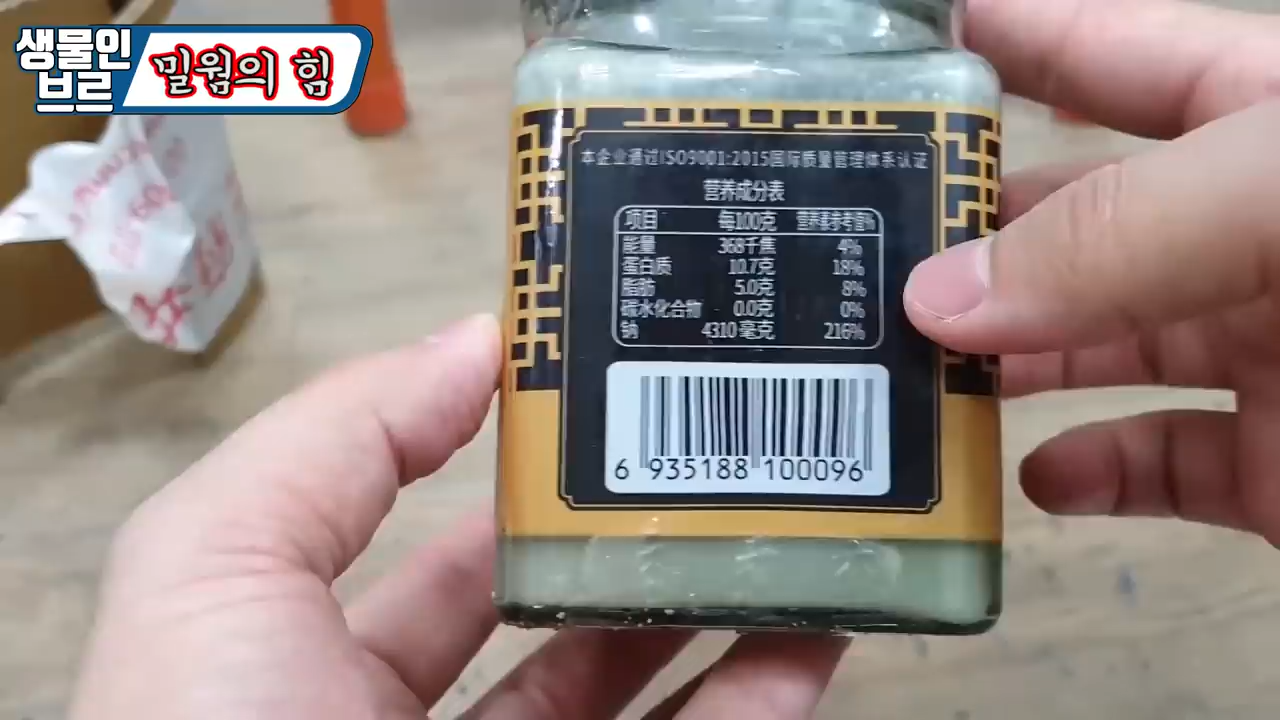 생물인
브르
밀웜의 힘
本企业通过ISO9001:2015国际质量管理体系认证
营养成分表
项目 每100克 营养素参考值%
能量 368千焦 4%
蛋白质 10.7克 18%
脂肪 5.0克 8%
碳水化合物 0.0克 0%
钠 4310毫克 216%
6 935188 100096